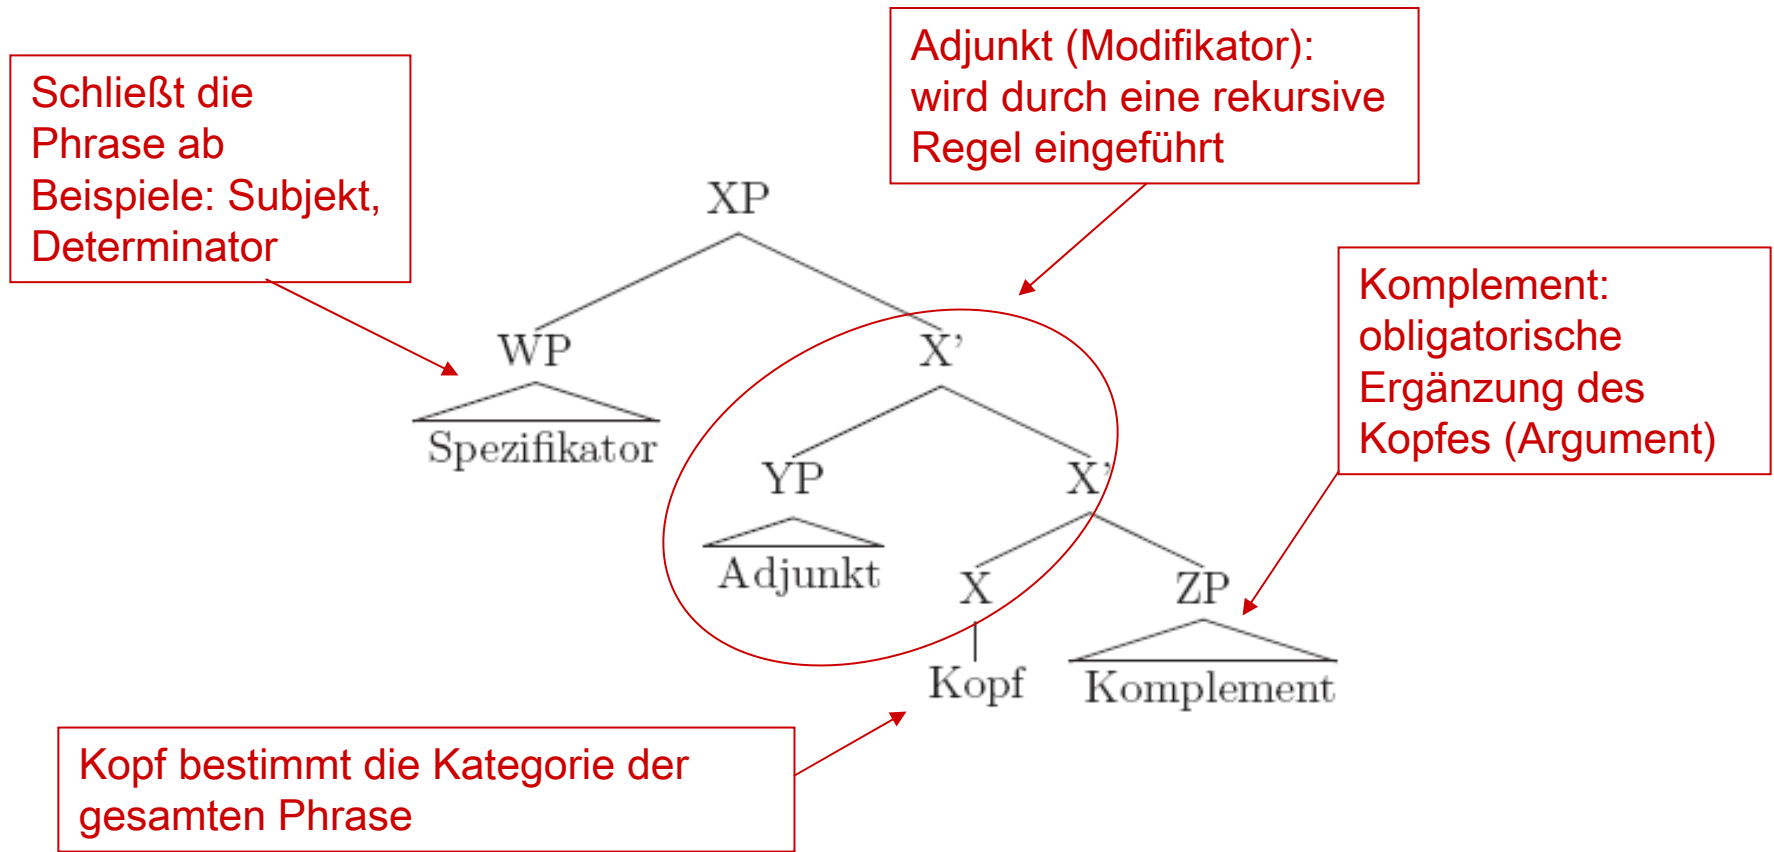 Adjunkt (Modifikator):
wird durch eine rekursive
Regel eingeführt
Schließt die
Phrase ab
Beispiele: Subjekt,
Determinator
XP
Komplement:
obligatorische
Ergänzung des
Kopfes (Argument)
WP
X’
Spezifikator
YP
X’
Adjunkt
X
ZP
Kopf
Komplement
Kopf bestimmt die Kategorie der
gesamten Phrase